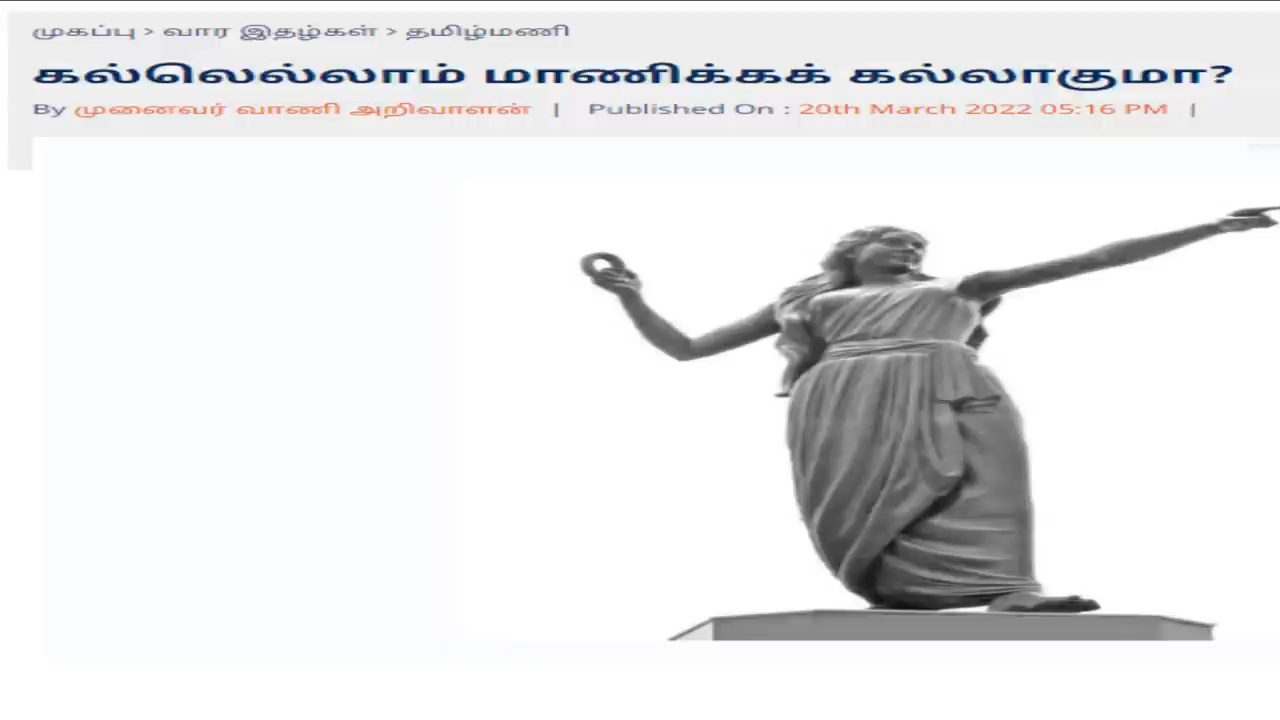 முகப்பு > வார இதழ்கள் > தமிழ்மணி
கல்லெல்லாம் மாணிக்கக் கல்லாகுமா?
By முனைவர் வாணி அறிவாளன் | Published On : 20th March 2022 05:16 PM |